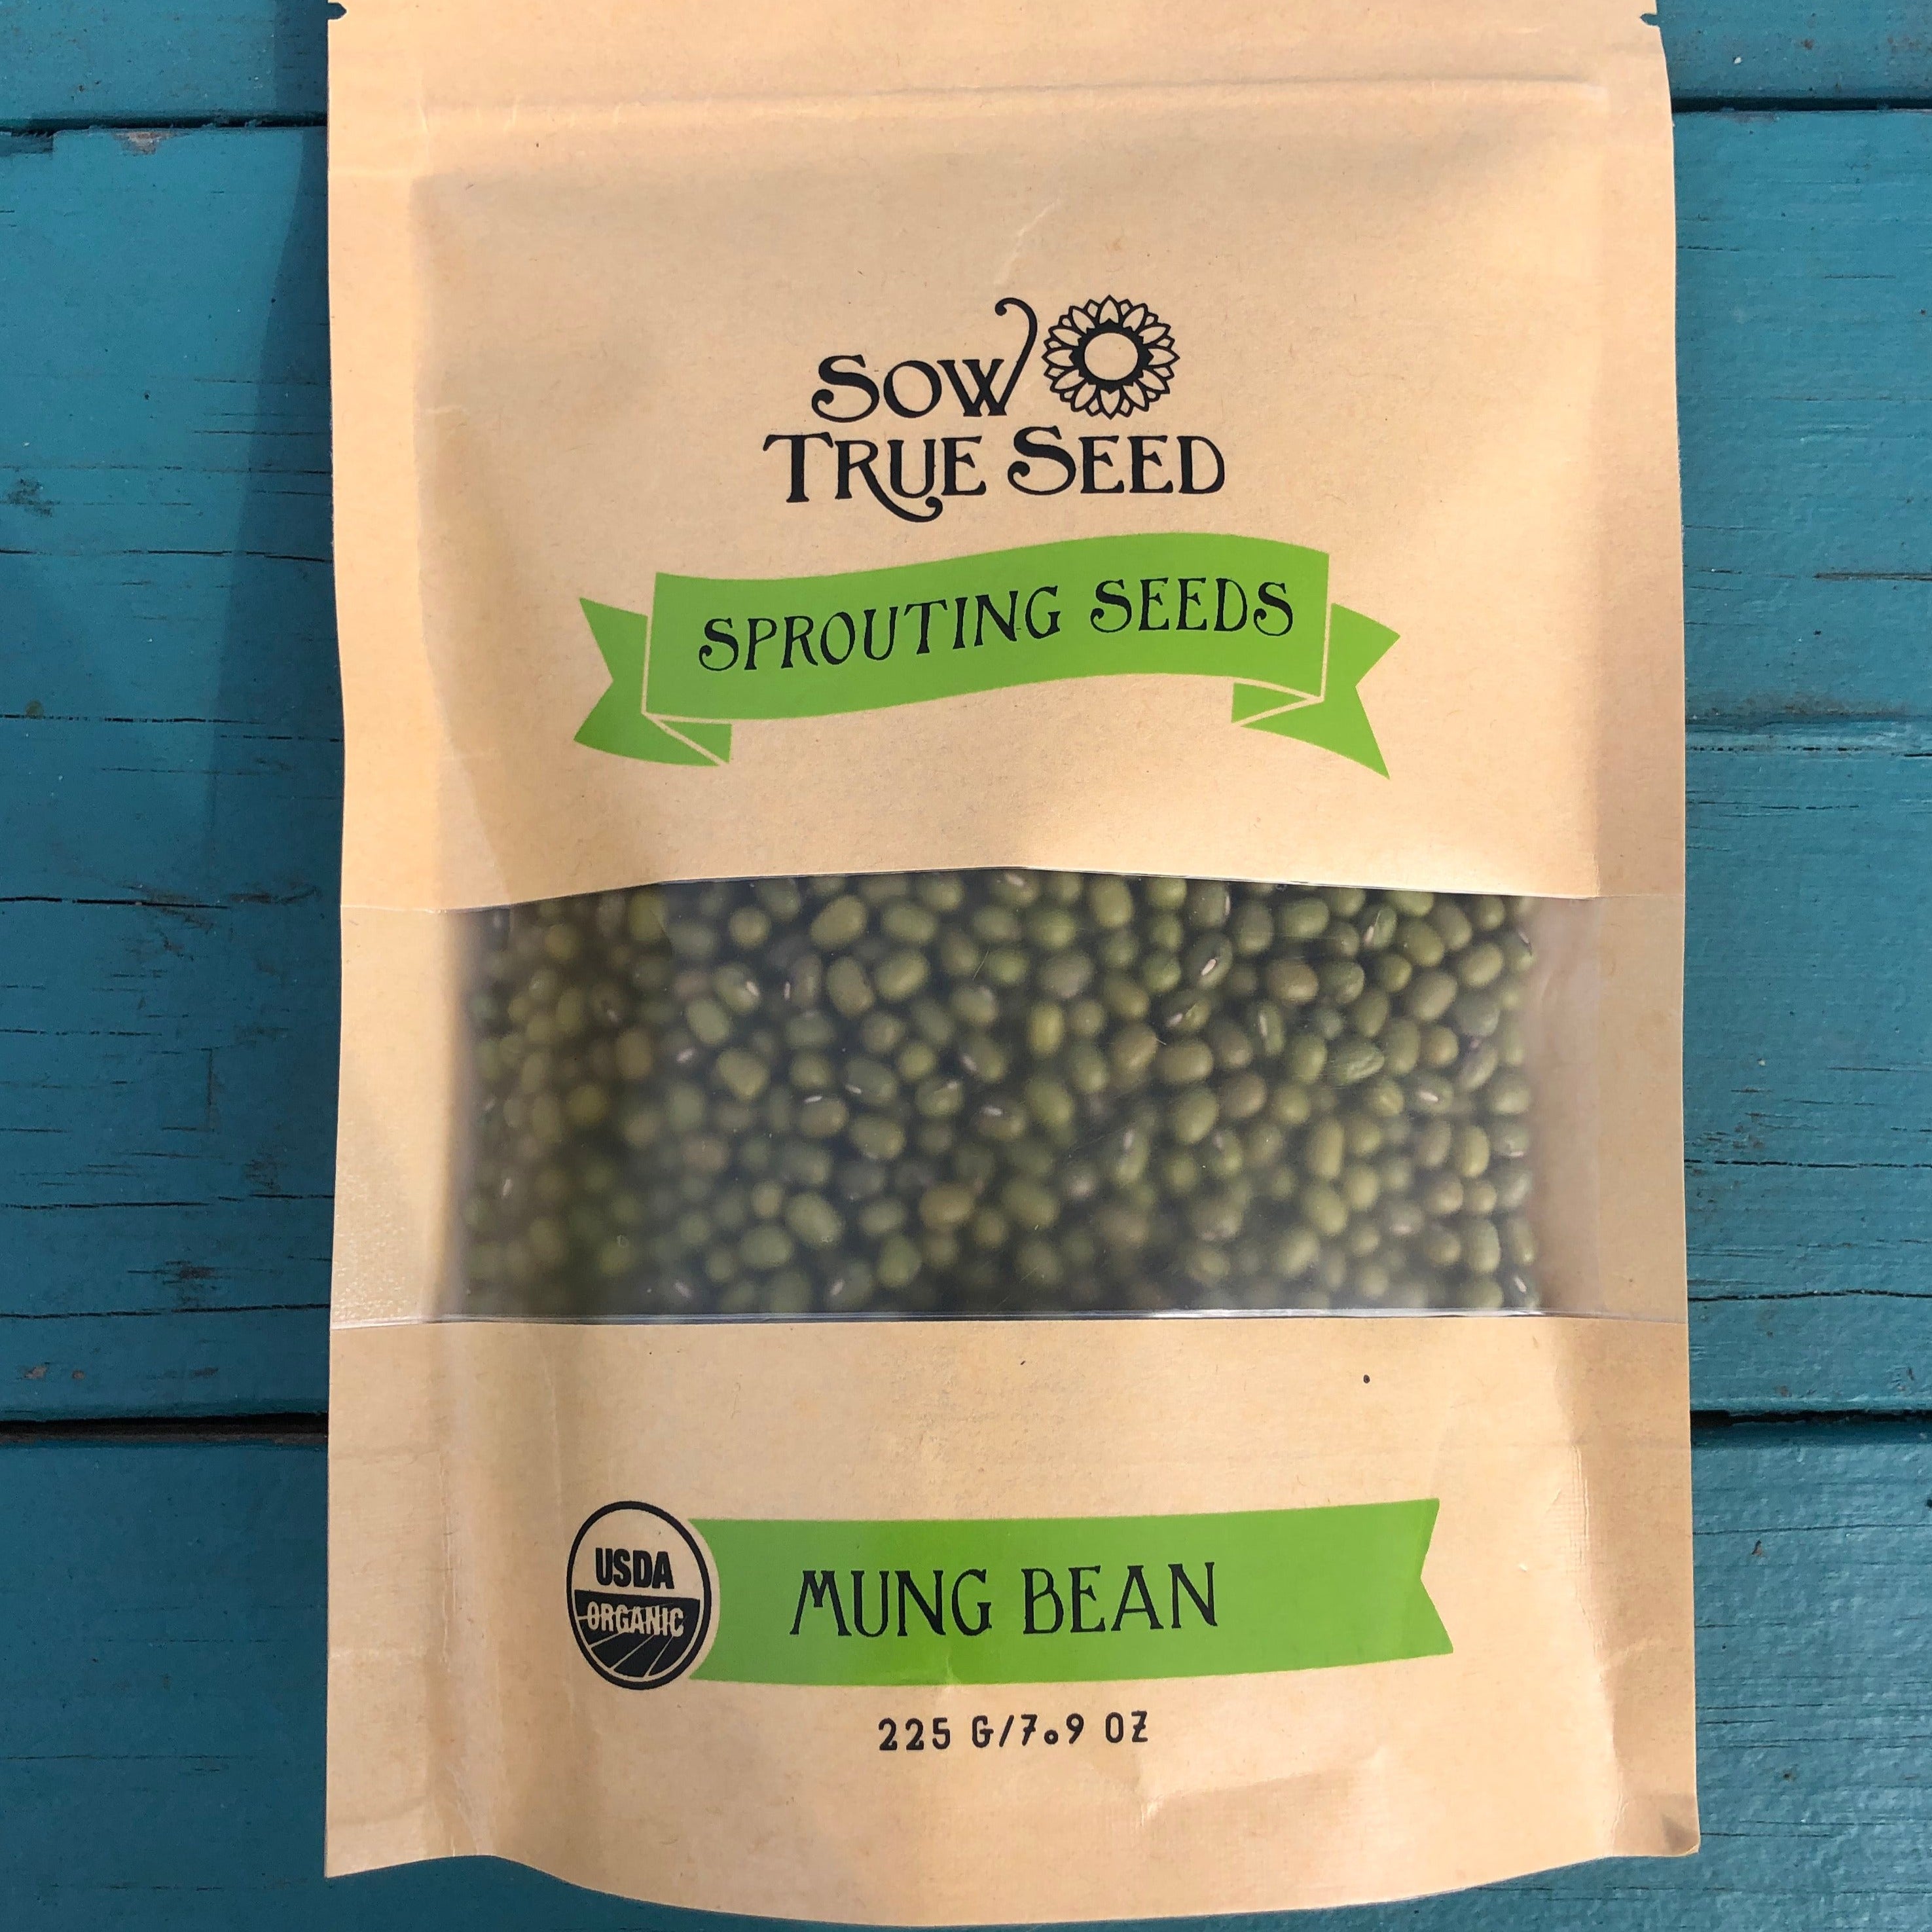 SOW
TRUE SEED
SPROUTING SEEDS
USDA
ORGANIC
MUNG BEAN
225 G/7.9 OZ